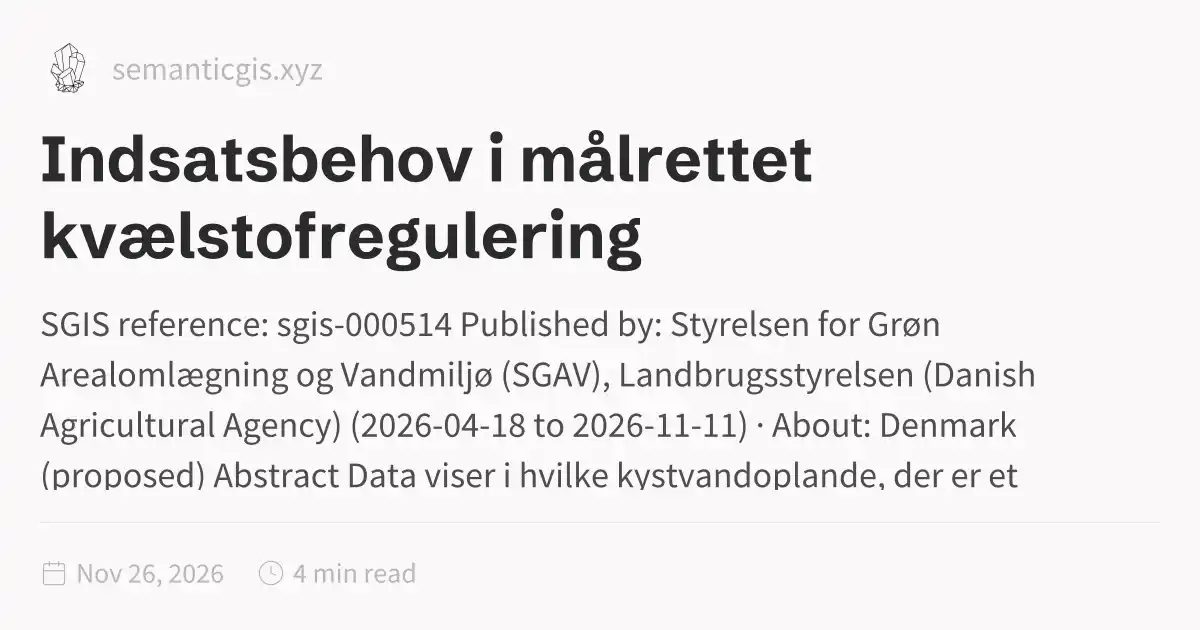 semanticgis.xyz
Indsatsbehov i målrettet
kvælstofregulering
SGIS reference: sgis-000514 Published by: Styrelsen for Grøn
Arealomlægning og Vandmiljø (SGAV), Landbrugsstyrelsen (Danish
Agricultural Agency) (2026-04-18 to 2026-11-11) · About: Denmark
(proposed) Abstract Data viser i hvilke kystvandoplande, der er et
Nov 26, 2026 4 min read